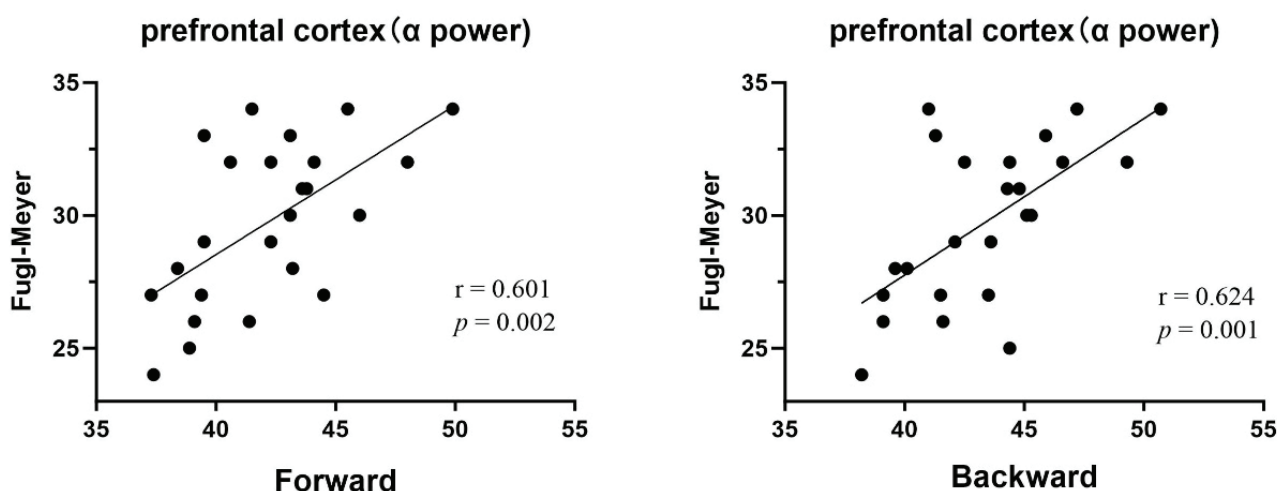 prefrontal cortex（α power)
35
30
25
Fugl-Meyer
r = 0.601
p = 0.002
35 40 45 50 55
Forward
prefrontal cortex（α power)
35
30
25
Fugl-Meyer
r = 0.624
p = 0.001
35 40 45 50 55
Backward